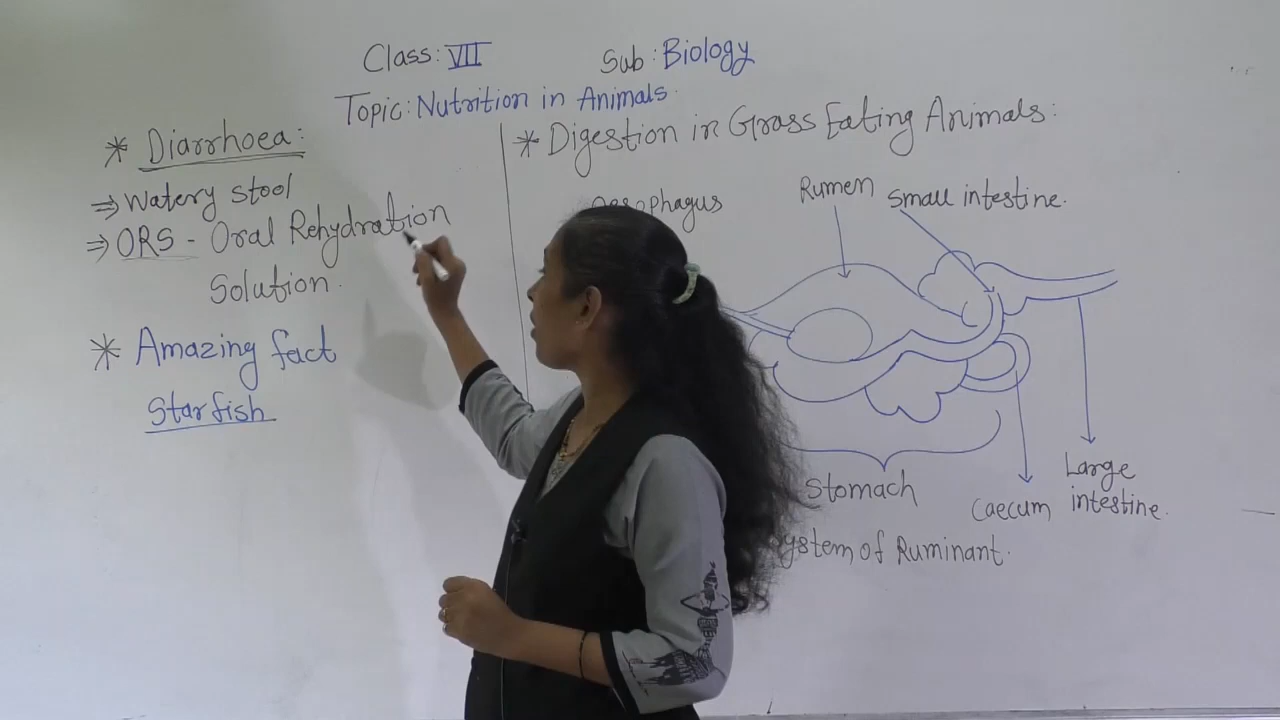 Class: VII Sub: Biology
Topic: Nutrition in Animals.
* Diarrhoea:
⇒ Watery stool
⇒ ORS - Oral Rehydration
Solution.
* Amazing fact
Starfish
* Digestion in Grass Eating Animals:
Oesophagus
Rumen
small intestine.
Stomach
Caecum
Large
intestine.
System of Ruminant.